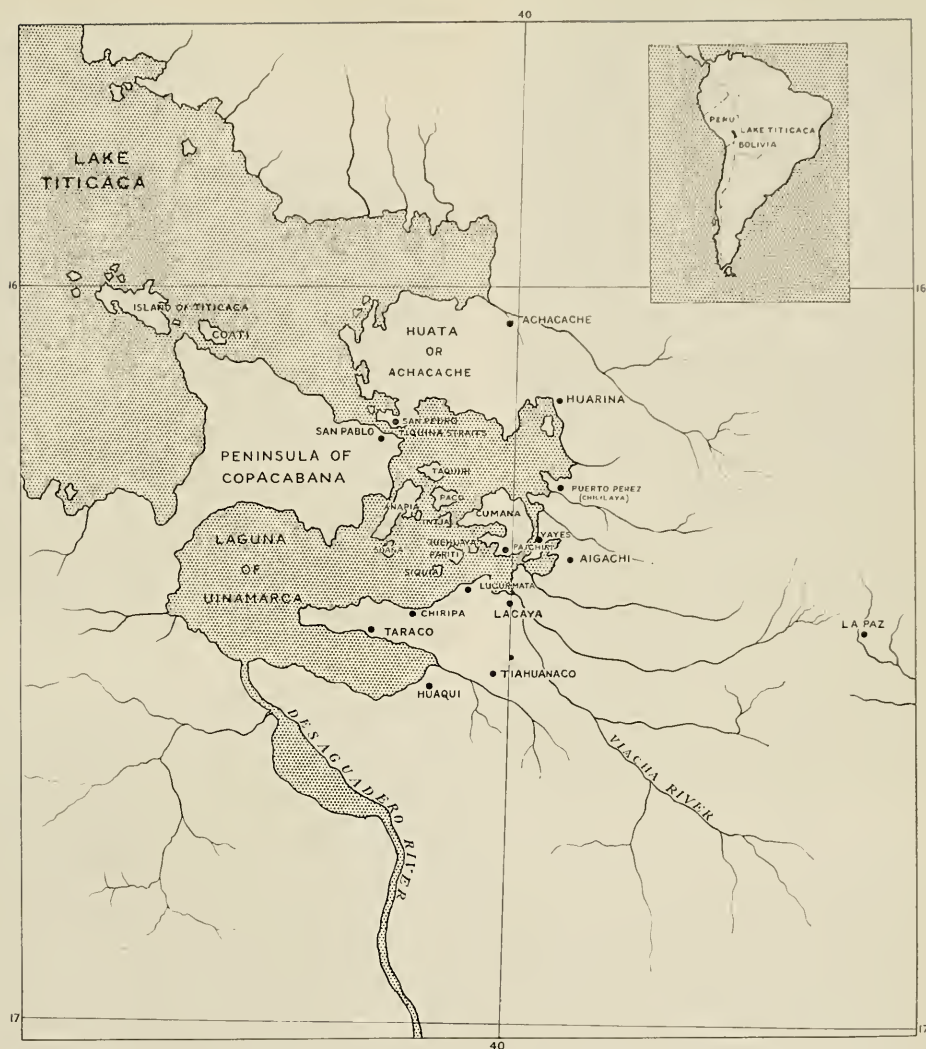 40
LAKE
TITICACA
PERU
LAKE TITICACA
BOLIVIA
16
16
ISLAND OF TITICACA
COATI
HUATA
OR
ACHACACHE
ACHACACHE
HUARINA
SAN PEDRO
TIQUINA STRAITS
SAN PABLO
PENINSULA OF
COPACABANA
TAQUIRI
PUERTO PEREZ
(CHILILAYA)
ANAPIA
PACO
CUMANA
LAGUNA
OF
UINAMARCA
SUANA
PARITI
YAYES
AIGACHI
SIQUIA
LUCURMATA
CHIRIPA
LACAYA
TARACO
LA PAZ
TIAHUANACO
HUAQUI
DESAGUADERO RIVER
VIACHA RIVER
17
17
40